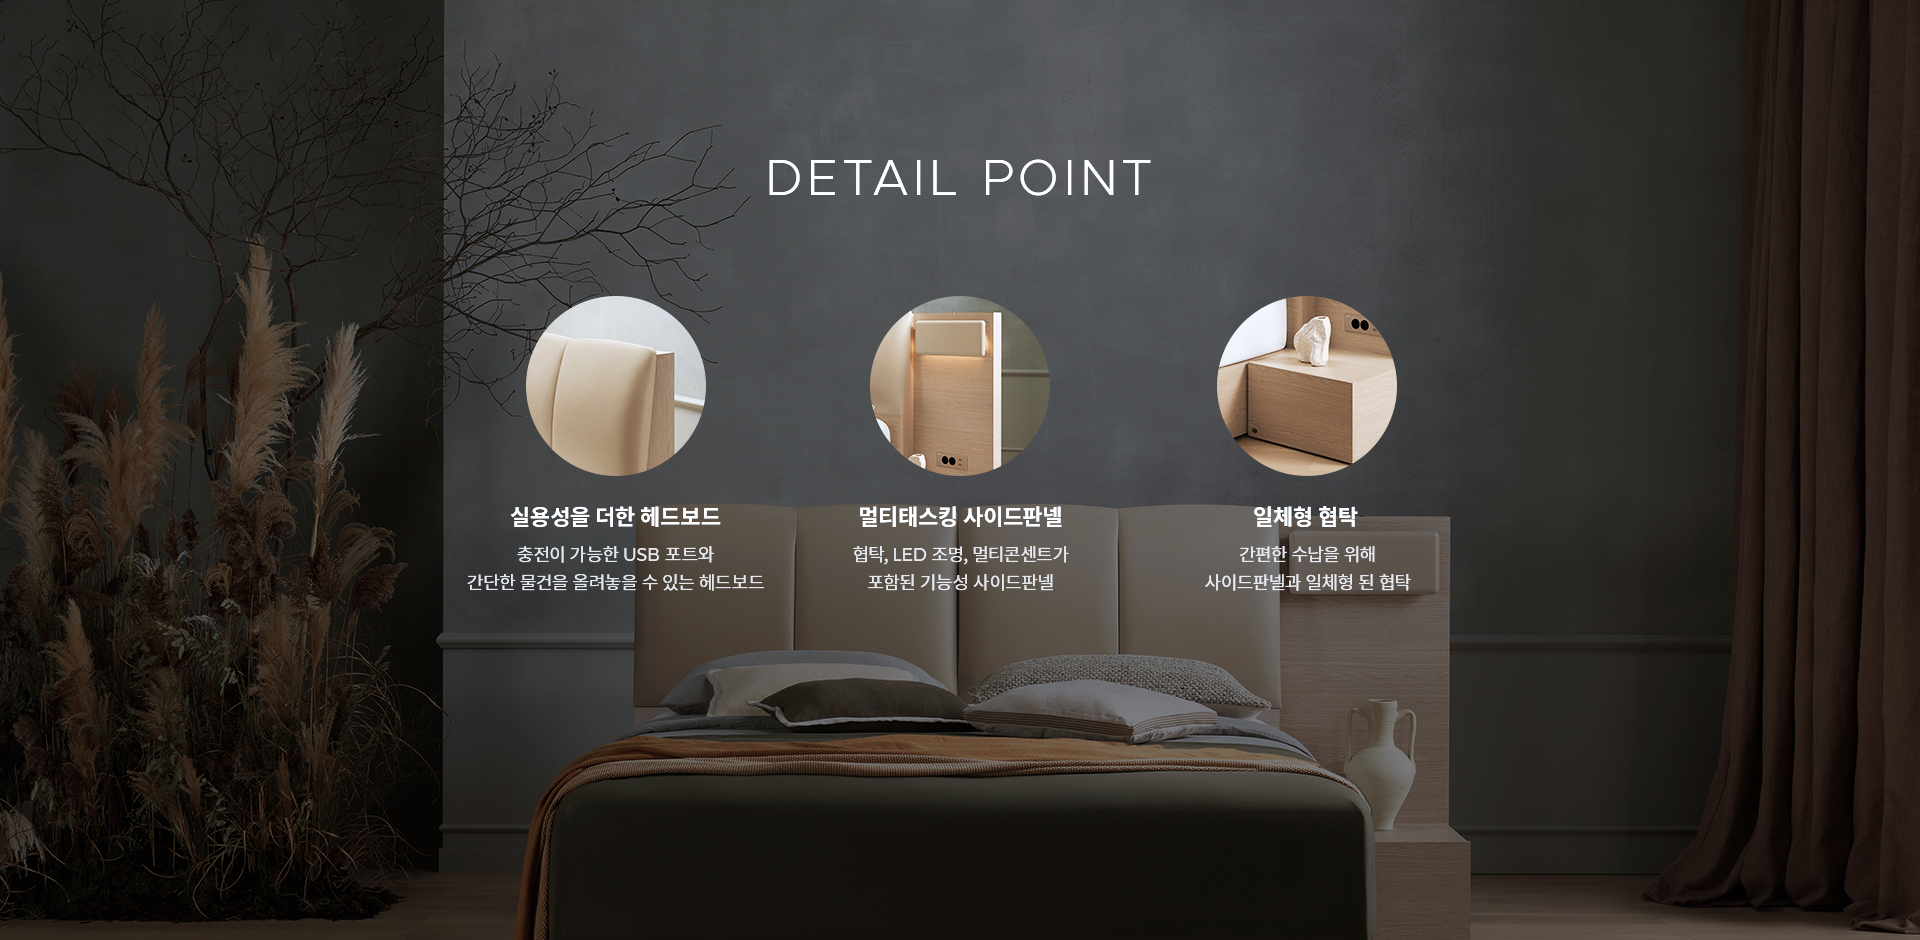 DETAIL POINT
실용성을 더한 헤드보드
충전이 가능한 USB 포트와
간단한 물건을 올려놓을 수 있는 헤드보드
멀티태스킹 사이드판넬
협탁, LED 조명, 멀티콘센트가
포함된 기능성 사이드판넬
일체형 협탁
간편한 수납을 위해
사이드판넬과 일체형 된 협탁